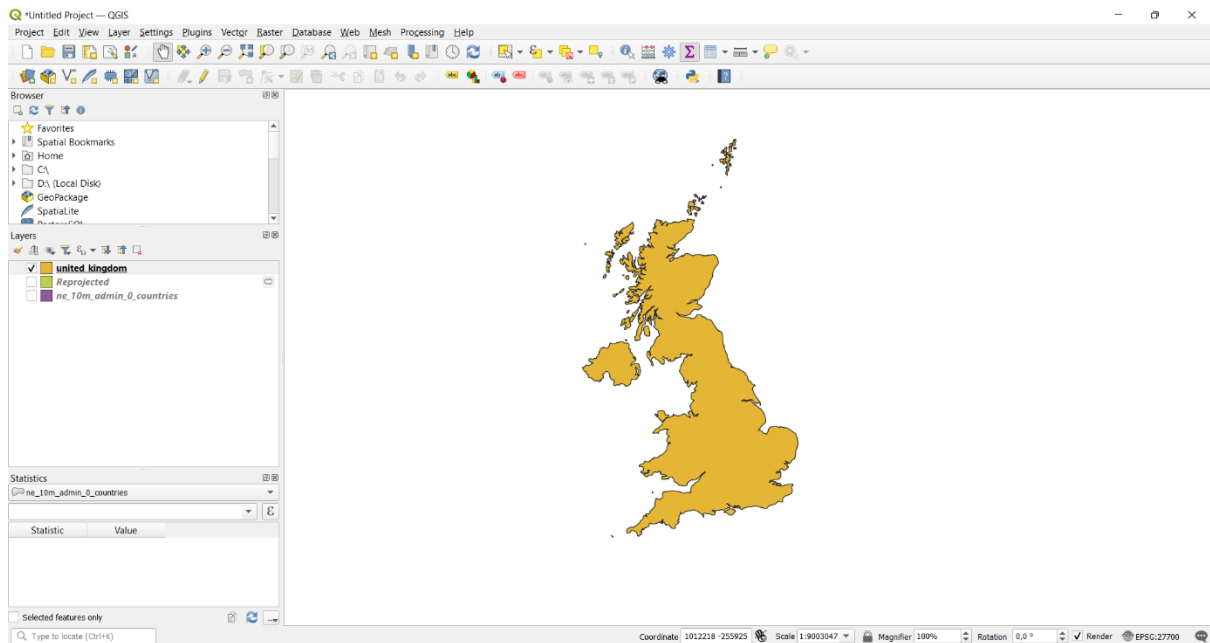 *Untitled Project — QGIS
Project Edit View Layer Settings Plugins Vector Raster Database Web Mesh Processing Help
Browser
Favorites
Spatial Bookmarks
Home
C:\
D:\ (Local Disk)
GeoPackage
SpatiaLite
Layers
united_kingdom
Reprojected
ne_10m_admin_0_countries
Statistics
ne_10m_admin_0_countries
Statistic Value
Selected features only
Type to locate (Ctrl+K) Coordinate 1012218 -255925 Scale 1:9003047 Magnifier 100% Rotation 0,0 ° Render EPSG:27700